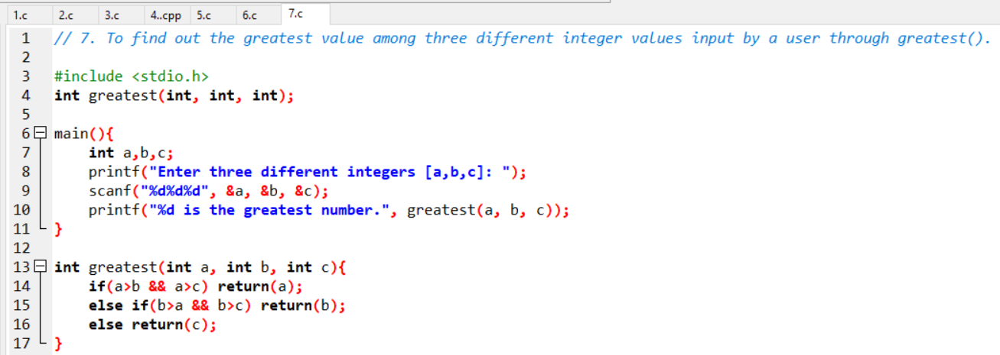 1.c 2.c 3.c 4..cpp 5.c 6.c 7.c
1 // 7. To find out the greatest value among three different integer values input by a user through greatest().
2
3 #include <stdio.h>
4 int greatest(int, int, int);
5
6 main(){
7 int a,b,c;
8 printf("Enter three different integers [a,b,c]: ");
9 scanf("%d%d%d", &a, &b, &c);
10 printf("%d is the greatest number.", greatest(a, b, c));
11 }
12
13 int greatest(int a, int b, int c){
14 if(a>b && a>c) return(a);
15 else if(b>a && b>c) return(b);
16 else return(c);
17 }